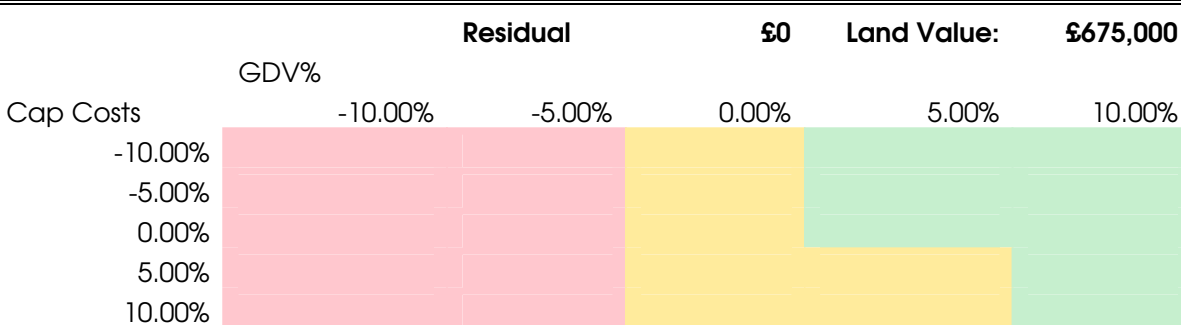 Residual £0 Land Value: £675,000
GDV%
Cap Costs -10.00% -5.00% 0.00% 5.00% 10.00%
-10.00%
-5.00%
0.00%
5.00%
10.00%